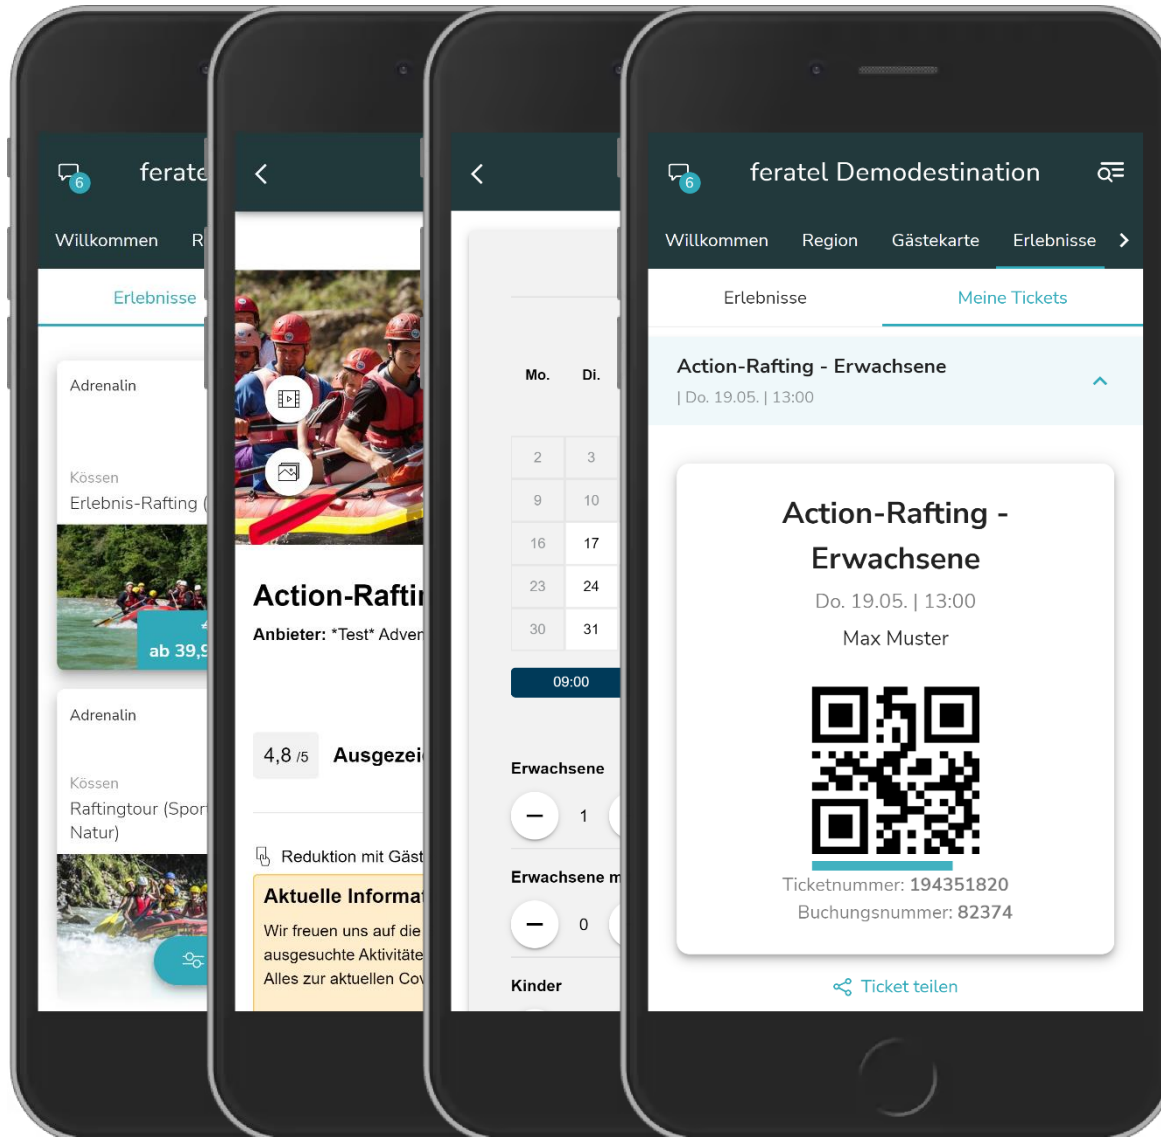 6
ferate
Willkommen R
Erlebnisse
Adrenalin
Kössen
Erlebnis-Rafting (
ab 39,9
Adrenalin
Kössen
Raftingtour (Spor
Natur)
Action-Raftin
Anbieter: *Test* Adven
4,8 /5 Ausgezei
Reduktion mit Gäst
Aktuelle Informat
Wir freuen uns auf die
ausgesuchte Aktivitäte
Alles zur aktuellen Cov
Mo. Di.
2 3
9 10
16 17
23 24
30 31
09:00
Erwachsene
1
Erwachsene m
0
Kinder
6 feratel Demodestination
Willkommen Region Gästekarte Erlebnisse
Erlebnisse Meine Tickets
Action-Rafting - Erwachsene
| Do. 19.05. | 13:00
Action-Rafting -
Erwachsene
Do. 19.05. | 13:00
Max Muster
Ticketnummer: 194351820
Buchungsnummer: 82374
Ticket teilen